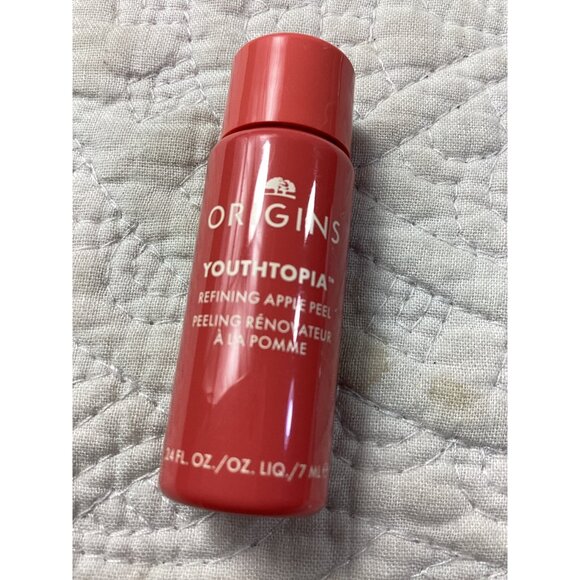 ORIGINS
YOUTHTOPIA™
REFINING APPLE PEEL
PEELING RÉNOVATEUR
À LA POMME
24 FL. OZ./OZ. LIQ./7 ML